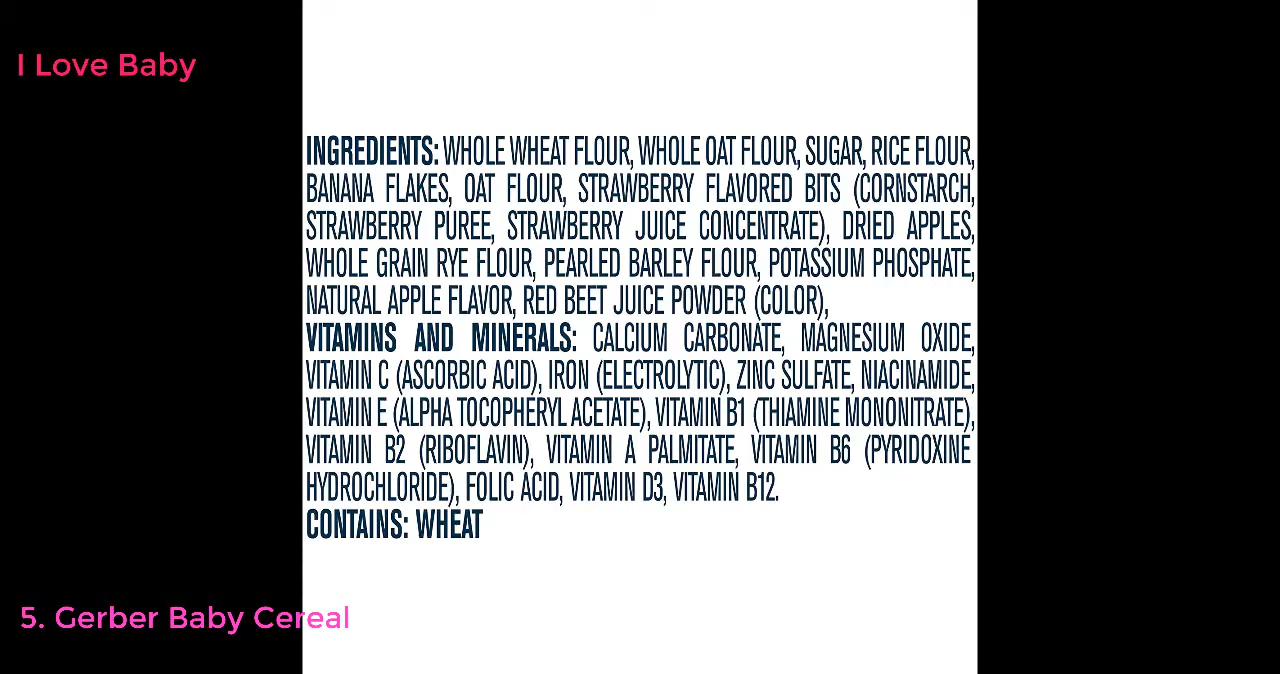 I Love Baby
INGREDIENTS: WHOLE WHEAT FLOUR, WHOLE OAT FLOUR, SUGAR, RICE FLOUR,
BANANA FLAKES, OAT FLOUR, STRAWBERRY FLAVORED BITS (CORNSTARCH,
STRAWBERRY PUREE, STRAWBERRY JUICE CONCENTRATE), DRIED APPLES,
WHOLE GRAIN RYE FLOUR, PEARLED BARLEY FLOUR, POTASSIUM PHOSPHATE,
NATURAL APPLE FLAVOR, RED BEET JUICE POWDER (COLOR),
VITAMINS AND MINERALS: CALCIUM CARBONATE, MAGNESIUM OXIDE,
VITAMIN C (ASCORBIC ACID), IRON (ELECTROLYTIC), ZINC SULFATE, NIACINAMIDE,
VITAMIN E (ALPHA TOCOPHERYL ACETATE), VITAMIN B1 (THIAMINE MONONITRATE),
VITAMIN B2 (RIBOFLAVIN), VITAMIN A PALMITATE, VITAMIN B6 (PYRIDOXINE
HYDROCHLORIDE), FOLIC ACID, VITAMIN D3, VITAMIN B12.
CONTAINS: WHEAT
5. Gerber Baby Cereal